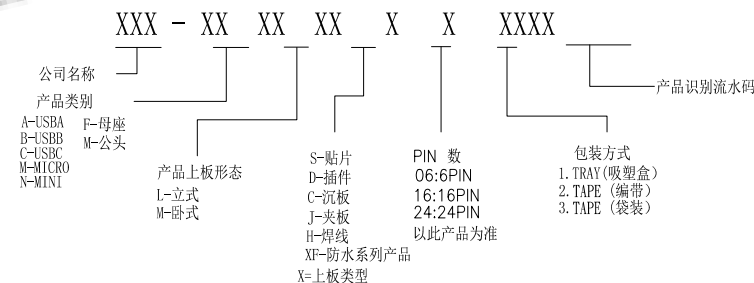 XXX-XX XX XX X X XXXX
公司名称
产品识别流水码
产品类别
A-USBA F-母座
B-USBB M-公头
C-USBC
M-MICRO
N-MINI
产品上板形态
L-立式
M-卧式
S-贴片
D-插件
C-沉板
J-夹板
H-焊线
XF-防水系列产品
X=上板类型
PIN 数
06:6PIN
16:16PIN
24:24PIN
以此产品为准
包装方式
1.TRAY(吸塑盒)
2.TAPE (编带)
3.TAPE (袋装)